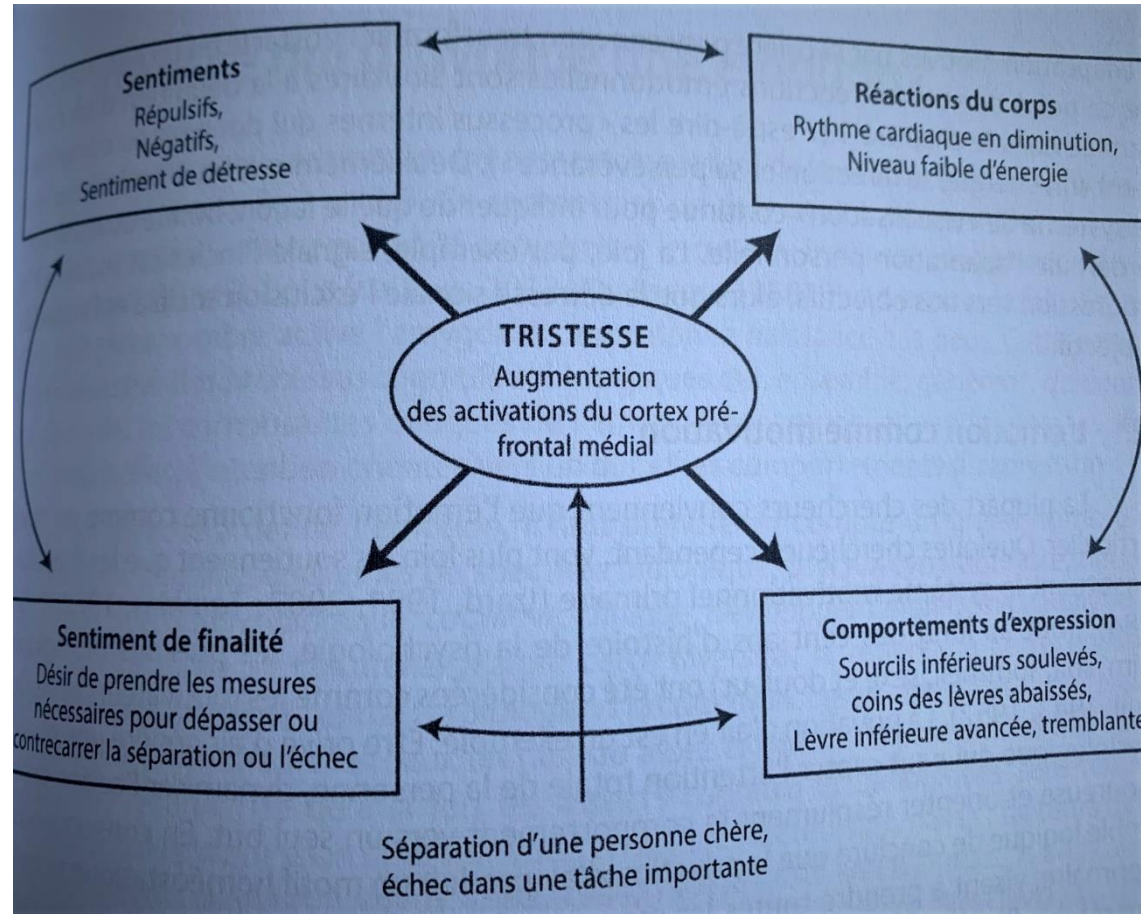 Sentiments
Répulsifs,
Négatifs,
Sentiment de détresse
Réactions du corps
Rythme cardiaque en diminution,
Niveau faible d'énergie
TRISTESSE
Augmentation
des activations du cortex pré-
frontal médial
Sentiment de finalité
Désir de prendre les mesures
nécessaires pour dépasser ou
contrecarrer la séparation ou l'échec
Comportements d'expression
Sourcils inférieurs soulevés,
coins des lèvres abaissés,
Lèvre inférieure avancée, tremblante
Séparation d'une personne chère,
échec dans une tâche importante